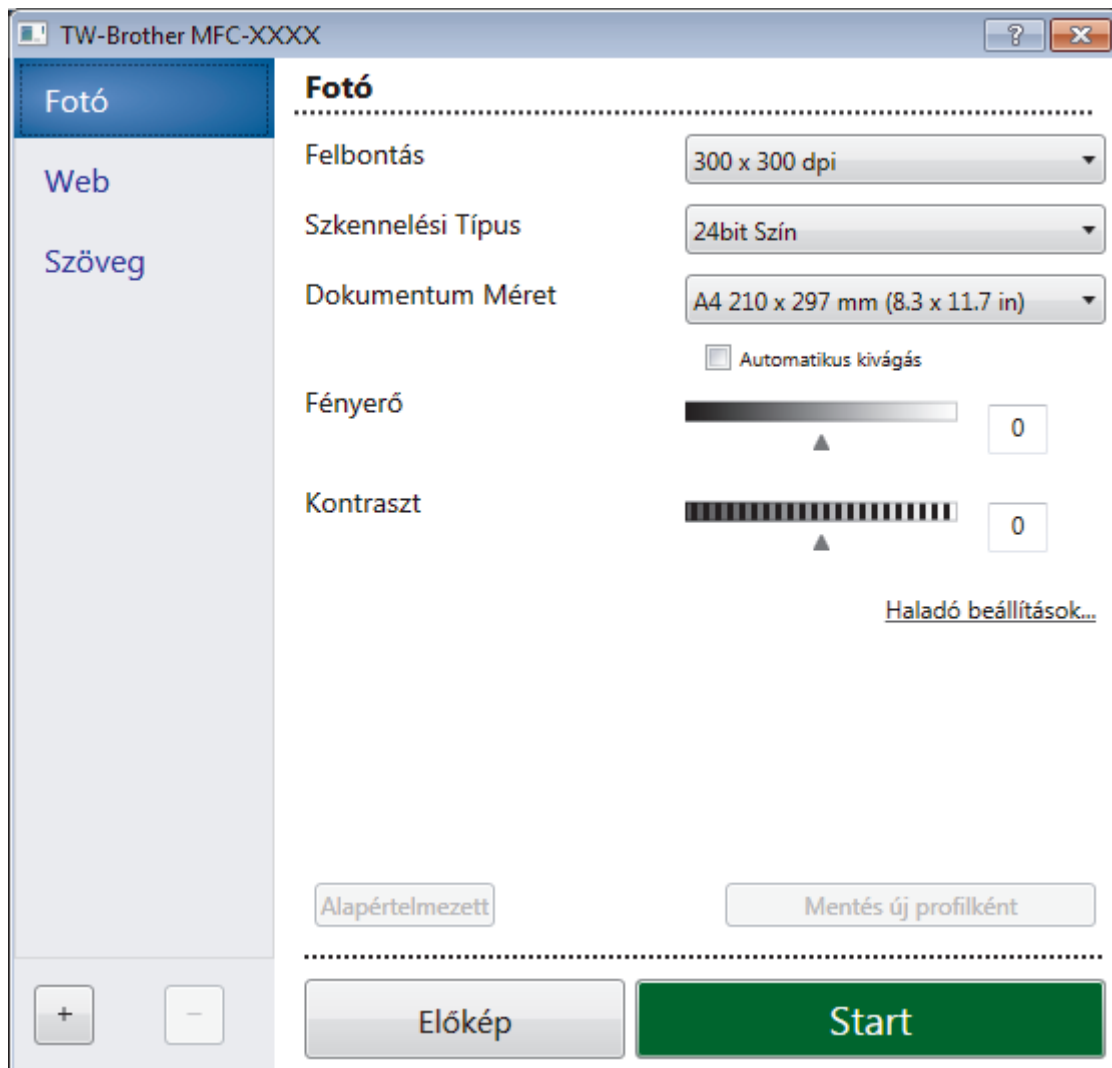 TW-Brother MFC-XXXX
Fotó
Web
Szöveg
Fotó
Felbontás
300 x 300 dpi
Szkennelési Típus
24bit Szín
Dokumentum Méret
A4 210 x 297 mm (8.3 x 11.7 in)
Automatikus kivágás
Fényerő
0
Kontraszt
0
Haladó beállítások...
Alapértelmezett
Mentés új profilként
+
−
Előkép
Start